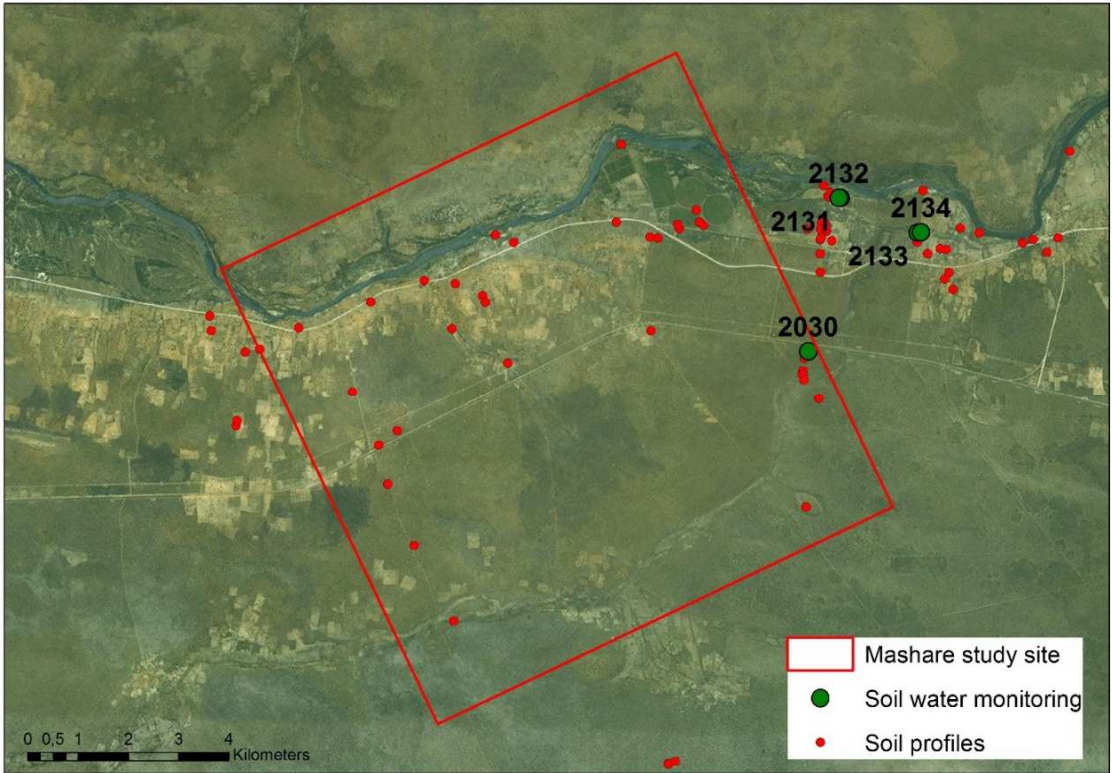 2132
2134
2131
2133
2030
Mashare study site
Soil water monitoring
Soil profiles
0 0,5 1 2 3 4
Kilometers